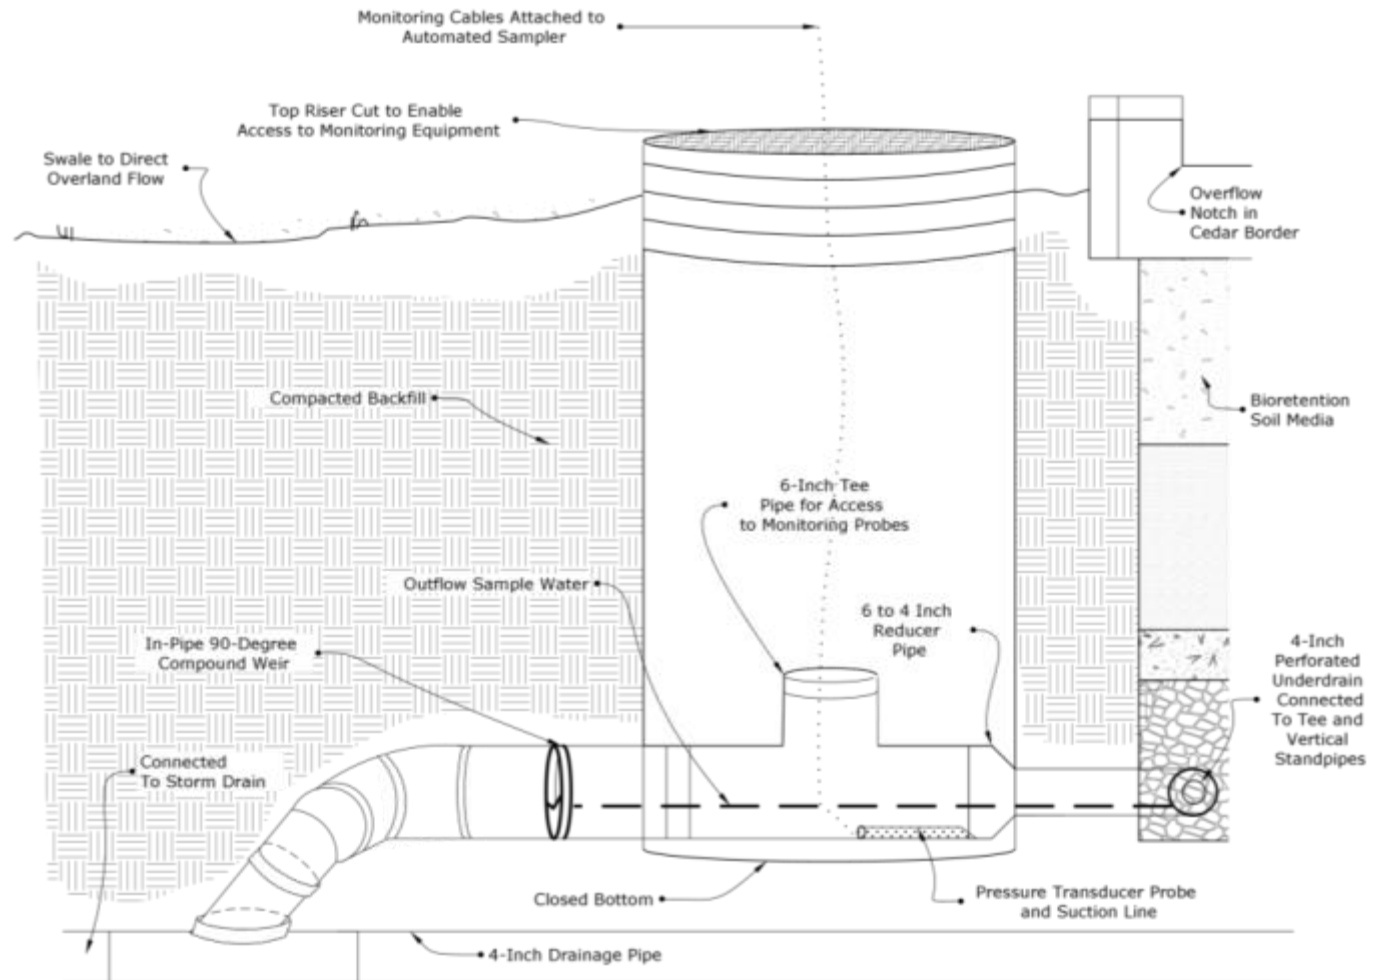 Monitoring Cables Attached to
Automated Sampler
Top Riser Cut to Enable
Access to Monitoring Equipment
Swale to Direct
Overland Flow
Overflow
Notch in
Cedar Border
Compacted Backfill
Bioretention
Soil Media
6-Inch Tee
Pipe for Access
to Monitoring Probes
Outflow Sample Water
6 to 4 Inch
Reducer
Pipe
In-Pipe 90-Degree
Compound Weir
4-Inch
Perforated
Underdrain
Connected
To Tee and
Vertical
Standpipes
Connected
To Storm Drain
Closed Bottom
Pressure Transducer Probe
and Suction Line
4-Inch Drainage Pipe